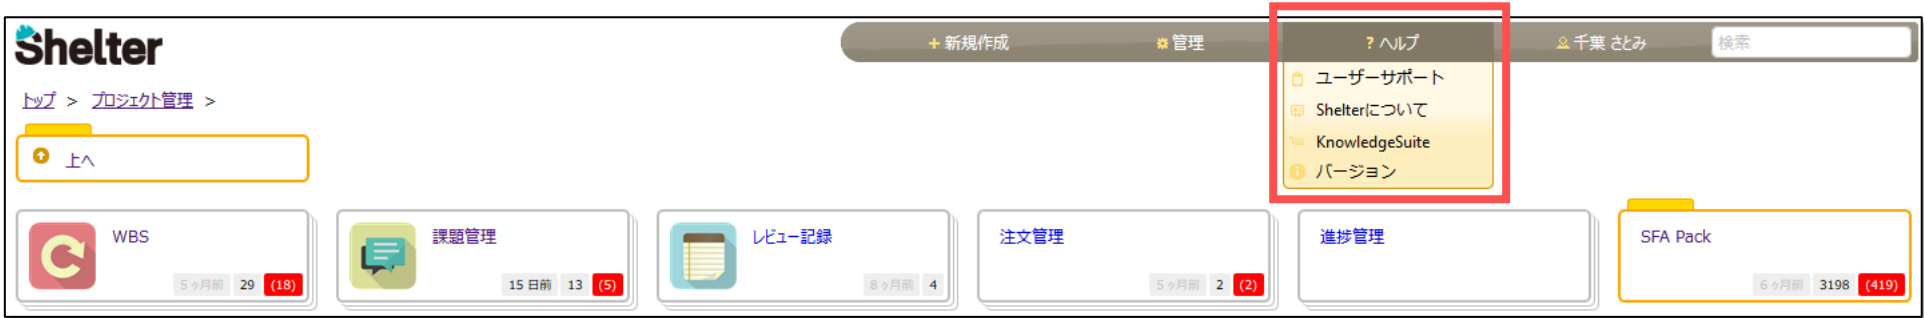 Shelter
+ 新規作成
管理
? ヘルプ
千葉 さとみ
検索
ユーザーサポート
Shelterについて
KnowledgeSuite
バージョン
トップ > プロジェクト管理 >
上へ
WBS
5 ヶ月前 29 (18)
課題管理
15 日前 13 (5)
レビュー記録
8 ヶ月前 4
注文管理
5 ヶ月前 2 (2)
進捗管理
SFA Pack
6 ヶ月前 3198 (419)